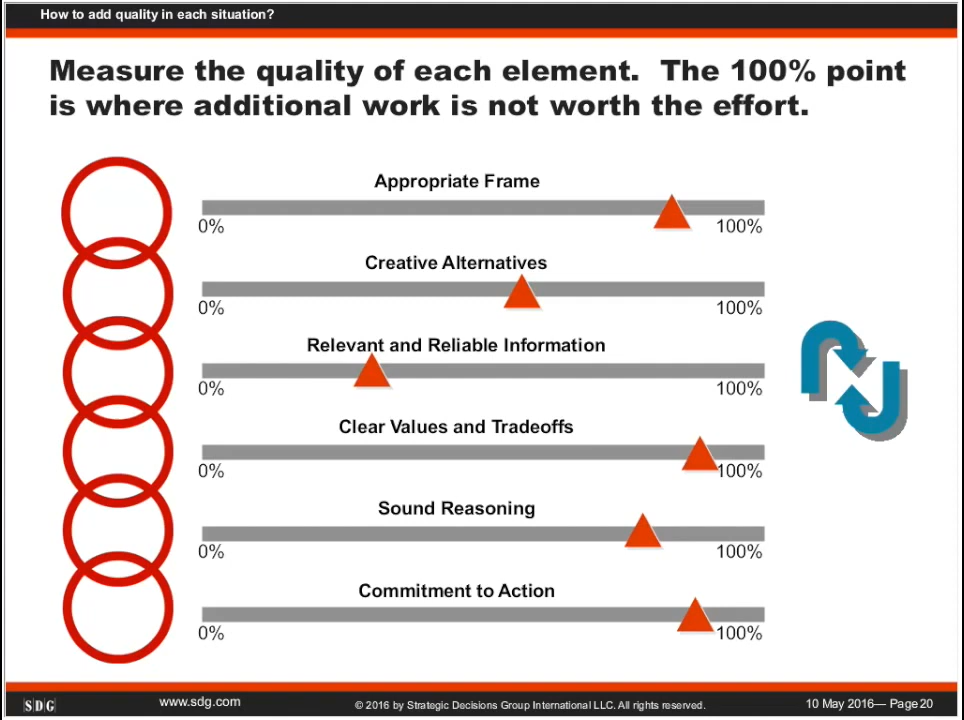 How to add quality in each situation?
Measure the quality of each element. The 100% point
is where additional work is not worth the effort.
Appropriate Frame
0% 100%
Creative Alternatives
0% 100%
Relevant and Reliable Information
0% 100%
Clear Values and Tradeoffs
0% 100%
Sound Reasoning
0% 100%
Commitment to Action
0% 100%
SDG www.sdg.com © 2016 by Strategic Decisions Group International LLC. All rights reserved. 10 May 2016— Page 20